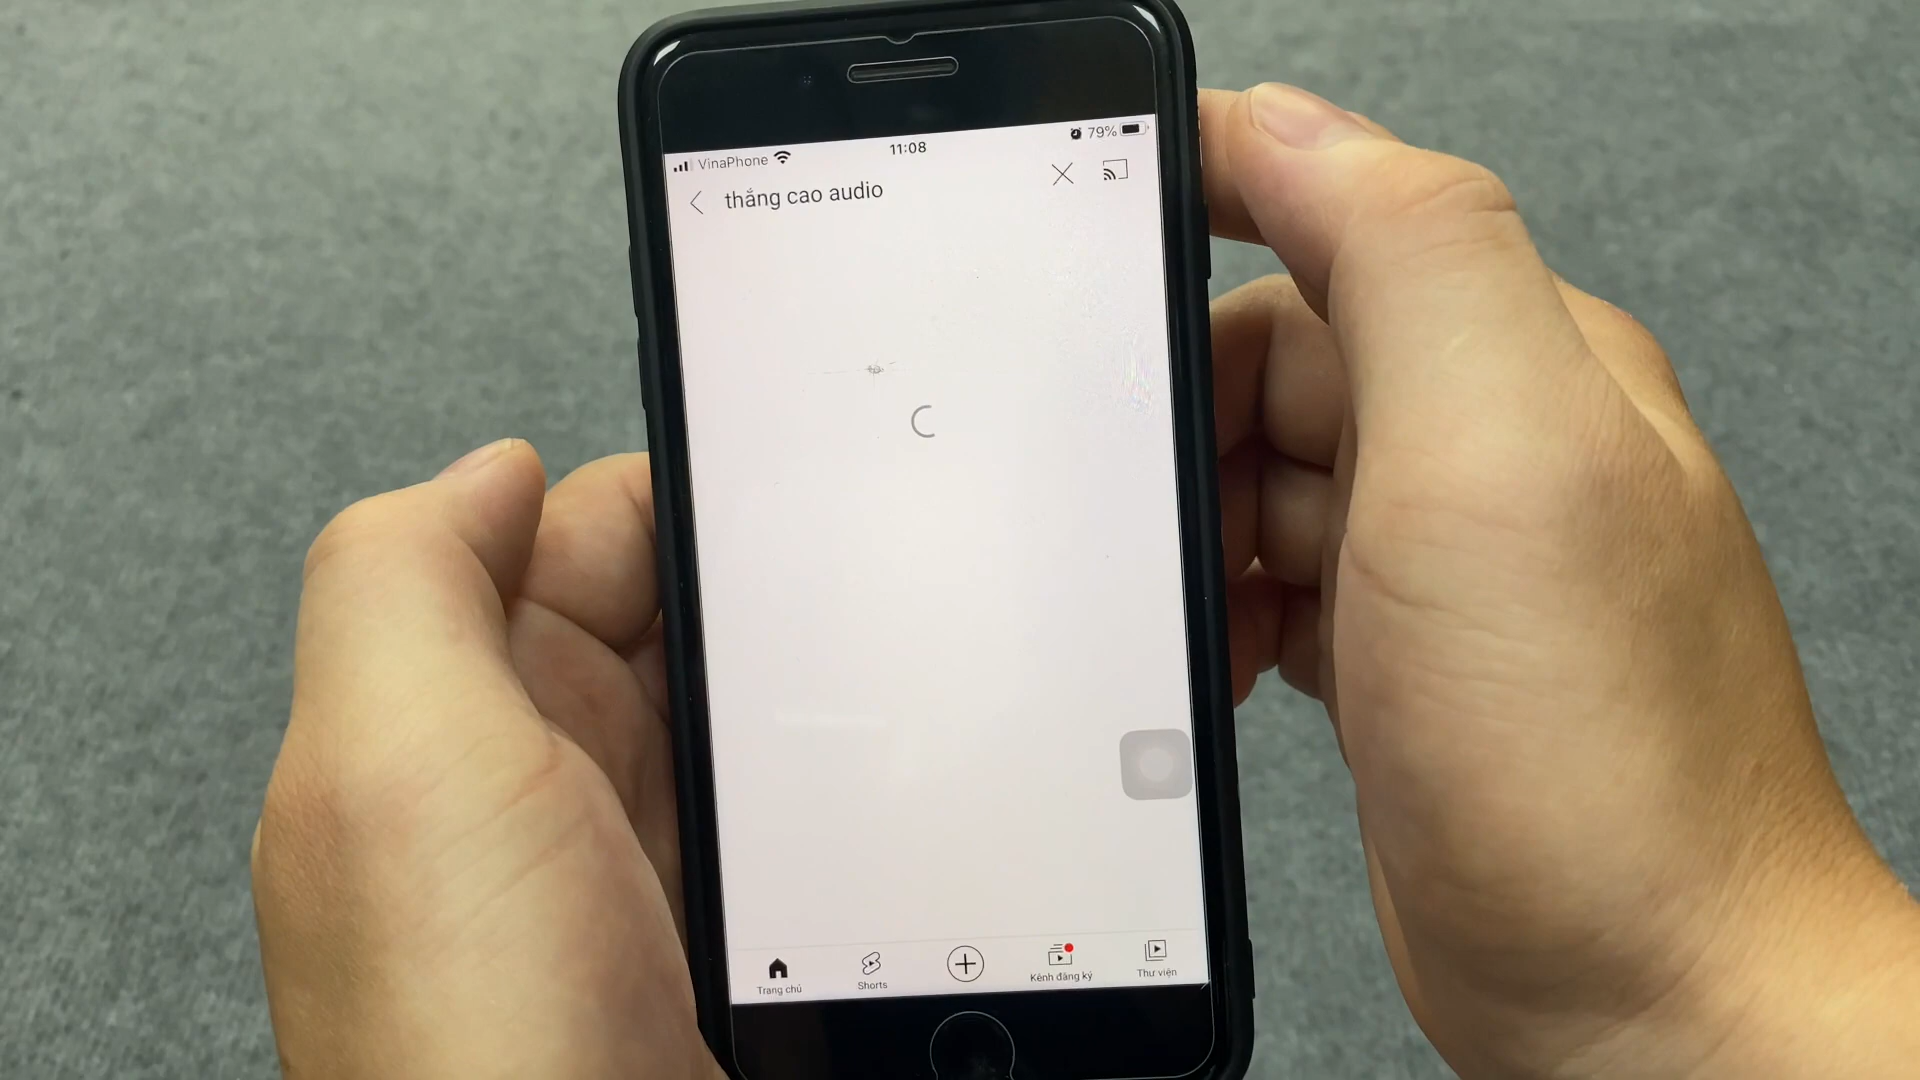 VinaPhone
11:08
79%
thắng cao audio
Trang chủ
Shorts
Kênh đăng ký
Thư viện